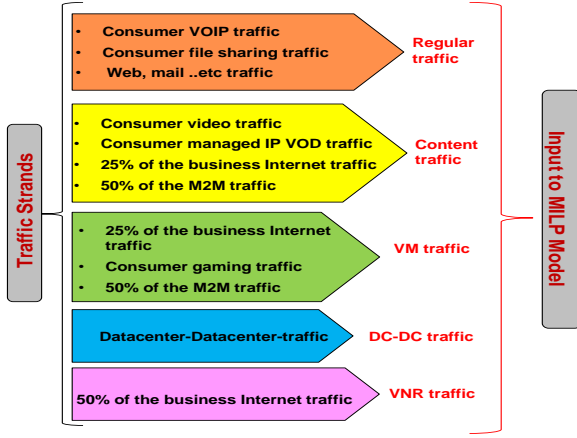 Traffic Strands
• Consumer VOIP traffic
• Consumer file sharing traffic
• Web, mail ..etc traffic
Regular
traffic
• Consumer video traffic
• Consumer managed IP VOD traffic
• 25% of the business Internet traffic
• 50% of the M2M traffic
Content
traffic
• 25% of the business Internet
traffic
• Consumer gaming traffic
• 50% of the M2M traffic
VM traffic
Datacenter-Datacenter-traffic
DC-DC traffic
50% of the business Internet traffic
VNR traffic
Input to MILP Model